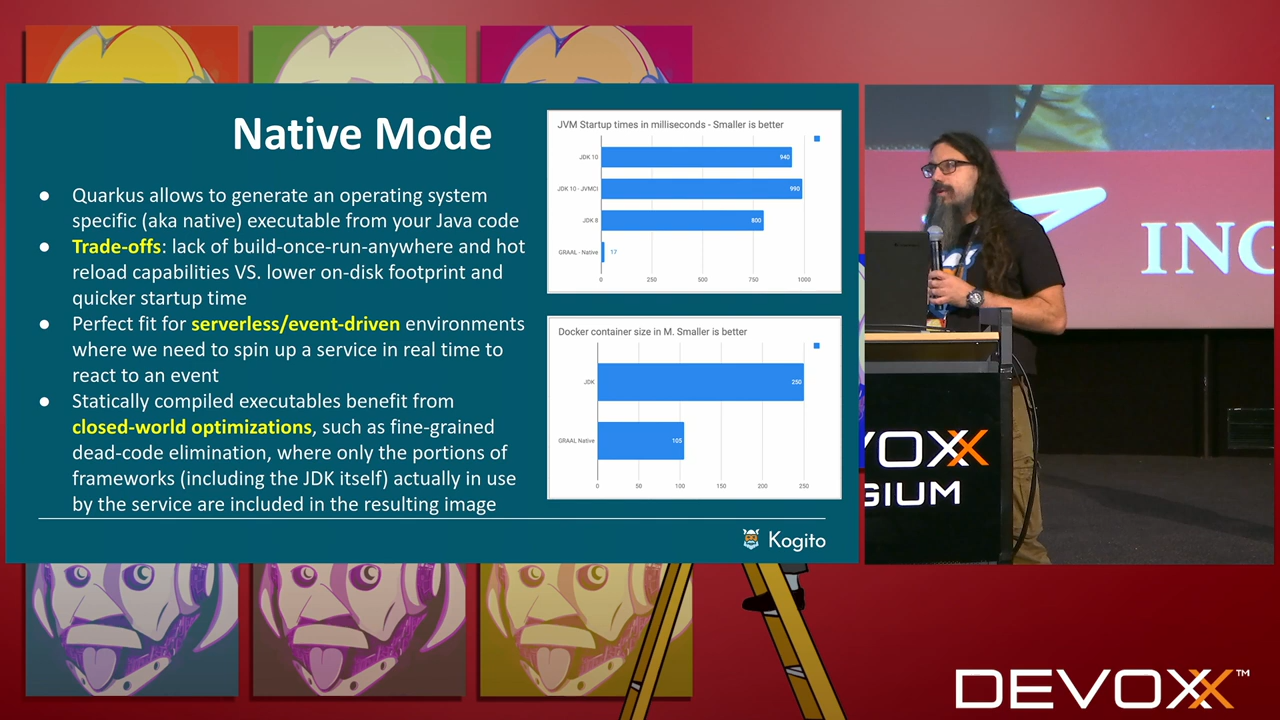 Native Mode
● Quarkus allows to generate an operating system
specific (aka native) executable from your Java code
● Trade-offs: lack of build-once-run-anywhere and hot
reload capabilities VS. lower on-disk footprint and
quicker startup time
● Perfect fit for serverless/event-driven environments
where we need to spin up a service in real time to
react to an event
● Statically compiled executables benefit from
closed-world optimizations, such as fine-grained
dead-code elimination, where only the portions of
frameworks (including the JDK itself) actually in use
by the service are included in the resulting image
JVM Startup times in milliseconds - Smaller is better
JDK 10 940
JDK 10 - JVMCI 990
JDK 8 800
GRAAL - Native 17
0 250 500 750 1000
Docker container size in M. Smaller is better
JDK 250
GRAAL Native 105
0 50 100 150 200 250
Kogito
ING
VOXX
GIUM
DEVOXX™